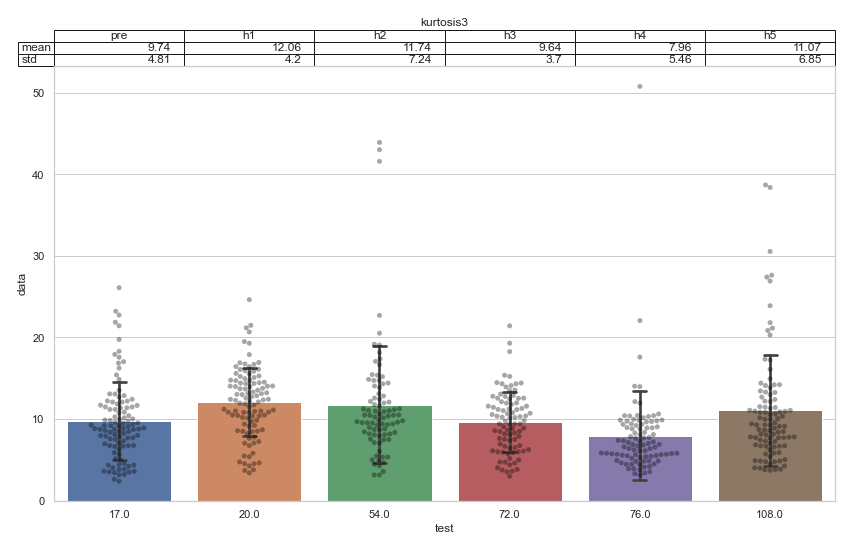 kurtosis3
pre h1 h2 h3 h4 h5
mean 9.74 12.06 11.74 9.64 7.96 11.07
std 4.81 4.2 7.24 3.7 5.46 6.85
50
40
30
20
10
0
data
17.0 20.0 54.0 72.0 76.0 108.0
test